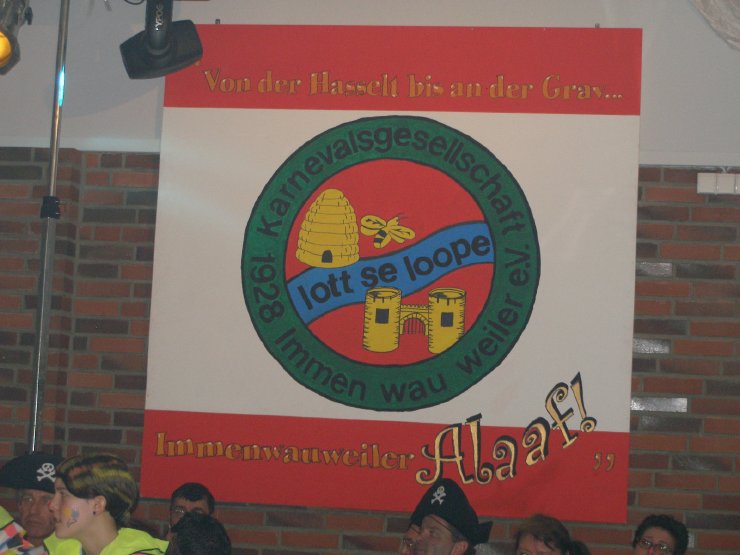 Von der Hasselt bis an der Grav...
Karnevalsgesellschaft
1928 Immen wau weiler e.V.
lott se loope
Immenwauweiler Alaaf!
"